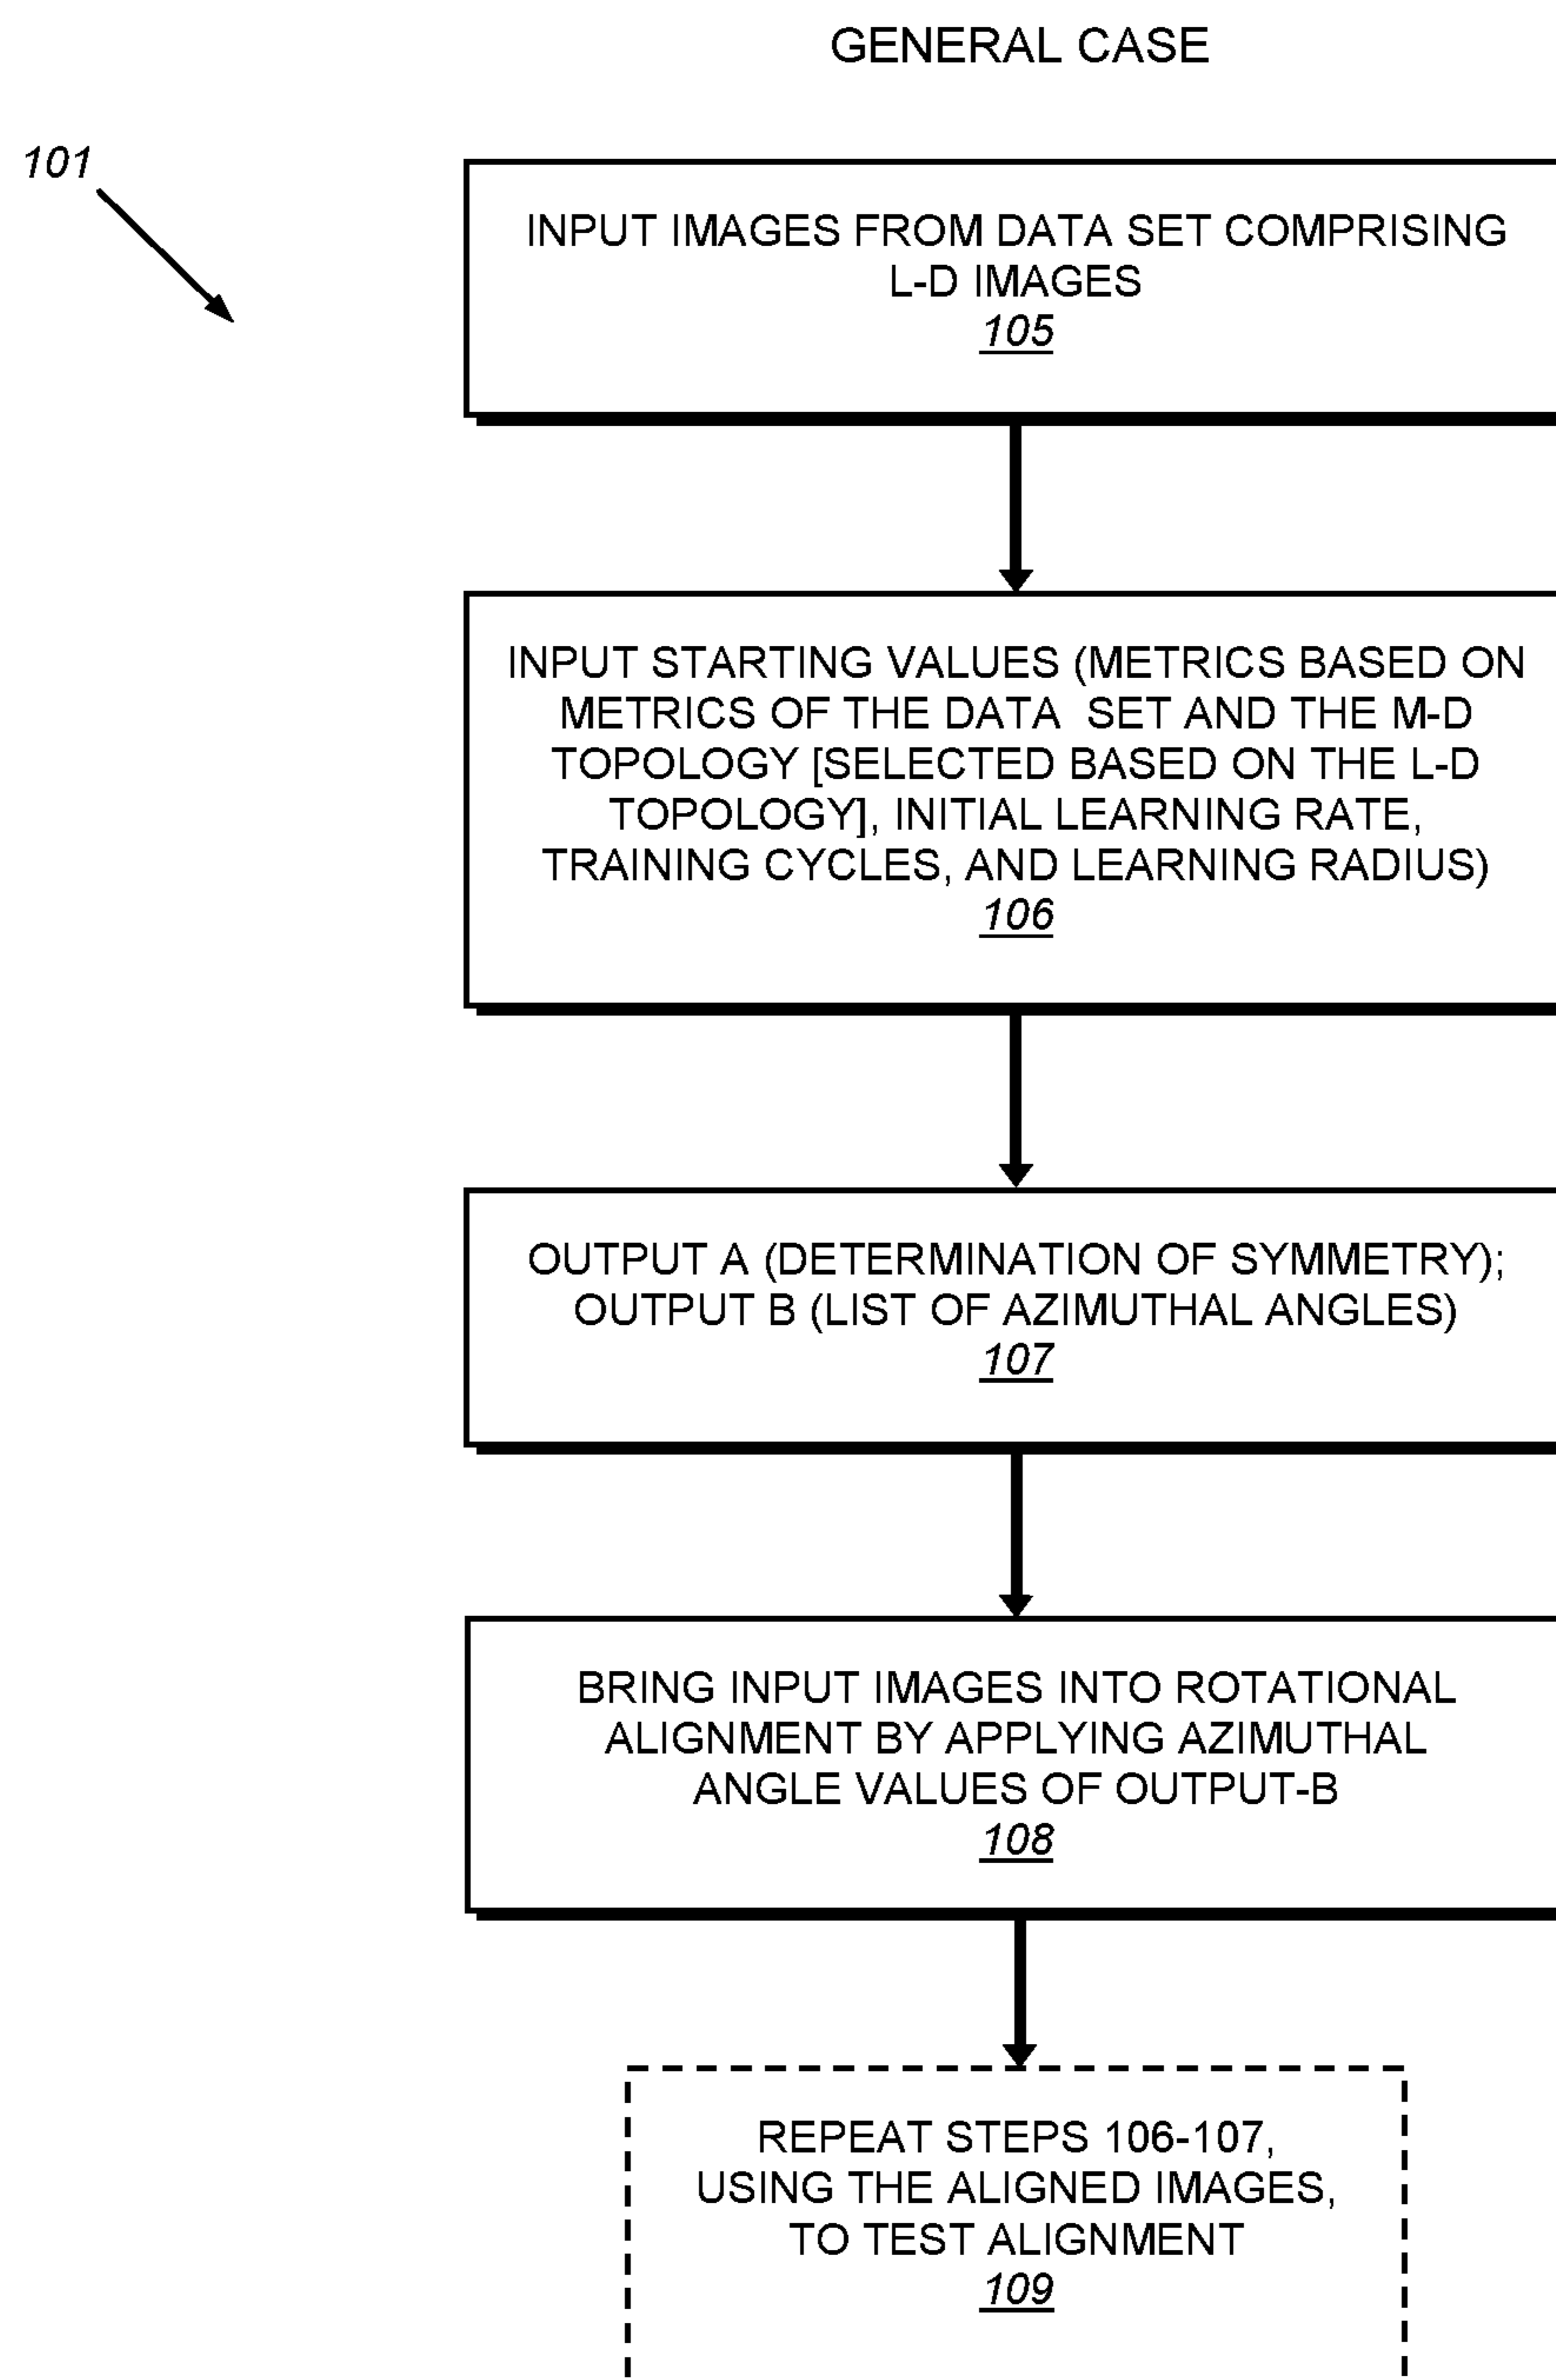 GENERAL CASE
101
INPUT IMAGES FROM DATA SET COMPRISING
L-D IMAGES
105
INPUT STARTING VALUES (METRICS BASED ON
METRICS OF THE DATA SET AND THE M-D
TOPOLOGY [SELECTED BASED ON THE L-D
TOPOLOGY], INITIAL LEARNING RATE,
TRAINING CYCLES, AND LEARNING RADIUS)
106
OUTPUT A (DETERMINATION OF SYMMETRY);
OUTPUT B (LIST OF AZIMUTHAL ANGLES)
107
BRING INPUT IMAGES INTO ROTATIONAL
ALIGNMENT BY APPLYING AZIMUTHAL
ANGLE VALUES OF OUTPUT-B
108
REPEAT STEPS 106-107,
USING THE ALIGNED IMAGES,
TO TEST ALIGNMENT
109